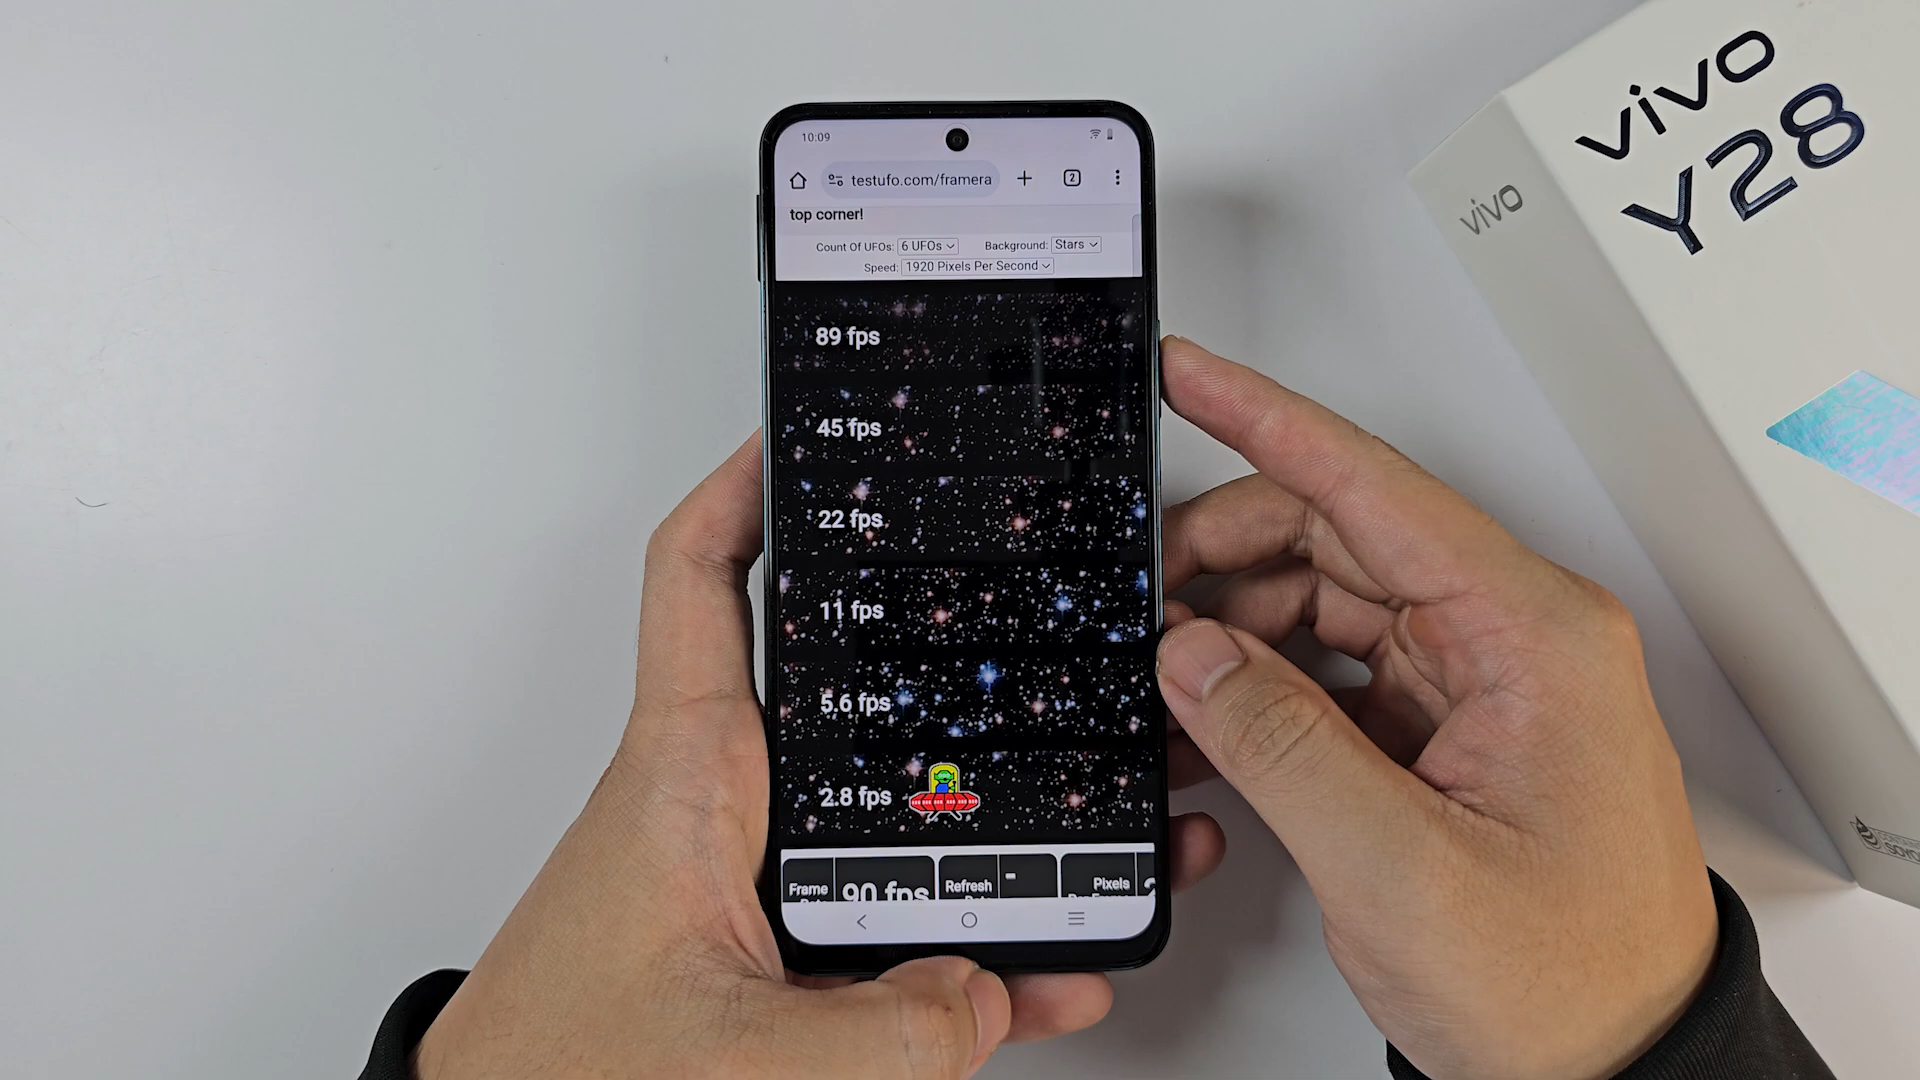 10:09
testufo.com/framera
2
top corner!
Count Of UFOs: 6 UFOs Background: Stars
Speed: 1920 Pixels Per Second
89 fps
45 fps
22 fps
11 fps
5.6 fps
2.8 fps
Frame
90 fps
Refresh
-
Pixels
vivo
Y28
vivo